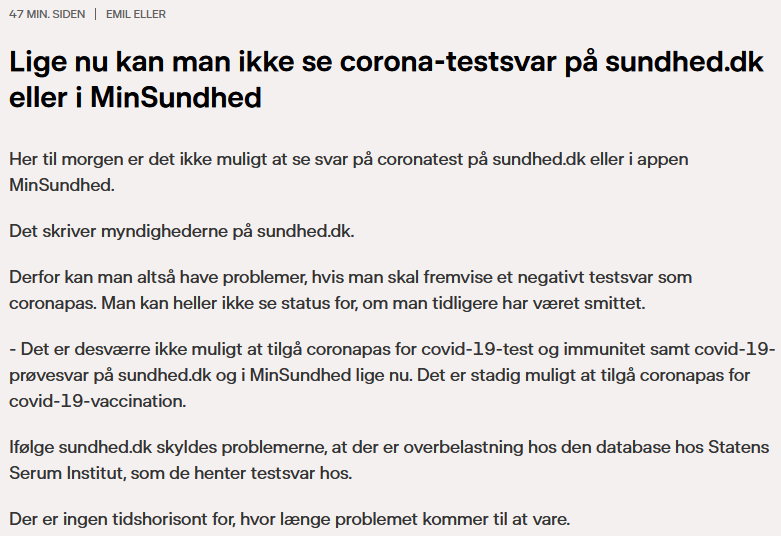 47 MIN. SIDEN | EMIL ELLER
Lige nu kan man ikke se corona-testsvar på sundhed.dk
eller i MinSundhed
Her til morgen er det ikke muligt at se svar på coronatest på sundhed.dk eller i appen
MinSundhed.
Det skriver myndighederne på sundhed.dk.
Derfor kan man altså have problemer, hvis man skal fremvise et negativt testsvar som
coronapas. Man kan heller ikke se status for, om man tidligere har været smittet.
- Det er desværre ikke muligt at tilgå coronapas for covid-19-test og immunitet samt covid-19-
prøvesvar på sundhed.dk og i MinSundhed lige nu. Det er stadig muligt at tilgå coronapas for
covid-19-vaccination.
Ifølge sundhed.dk skyldes problemerne, at der er overbelastning hos den database hos Statens
Serum Institut, som de henter testsvar hos.
Der er ingen tidshorisont for, hvor længe problemet kommer til at vare.